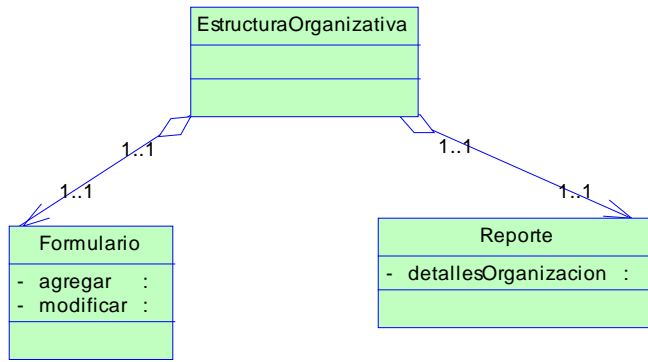 EstructuraOrganizativa
1..1
1..1
1..1
1..1
Formulario
- agregar :
- modificar :
Reporte
- detallesOrganizacion :